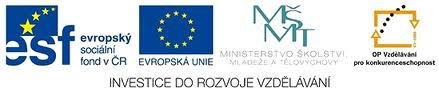 esf
evropský
sociální
fond v ČR
EVROPSKÁ UNIE
MŠMT
MINISTERSTVO ŠKOLSTVÍ,
MLÁDEŽE A TĚLOVÝCHOVY
OP Vzdělávání
pro konkurenceschopnost
INVESTICE DO ROZVOJE VZDĚLÁVÁNÍ